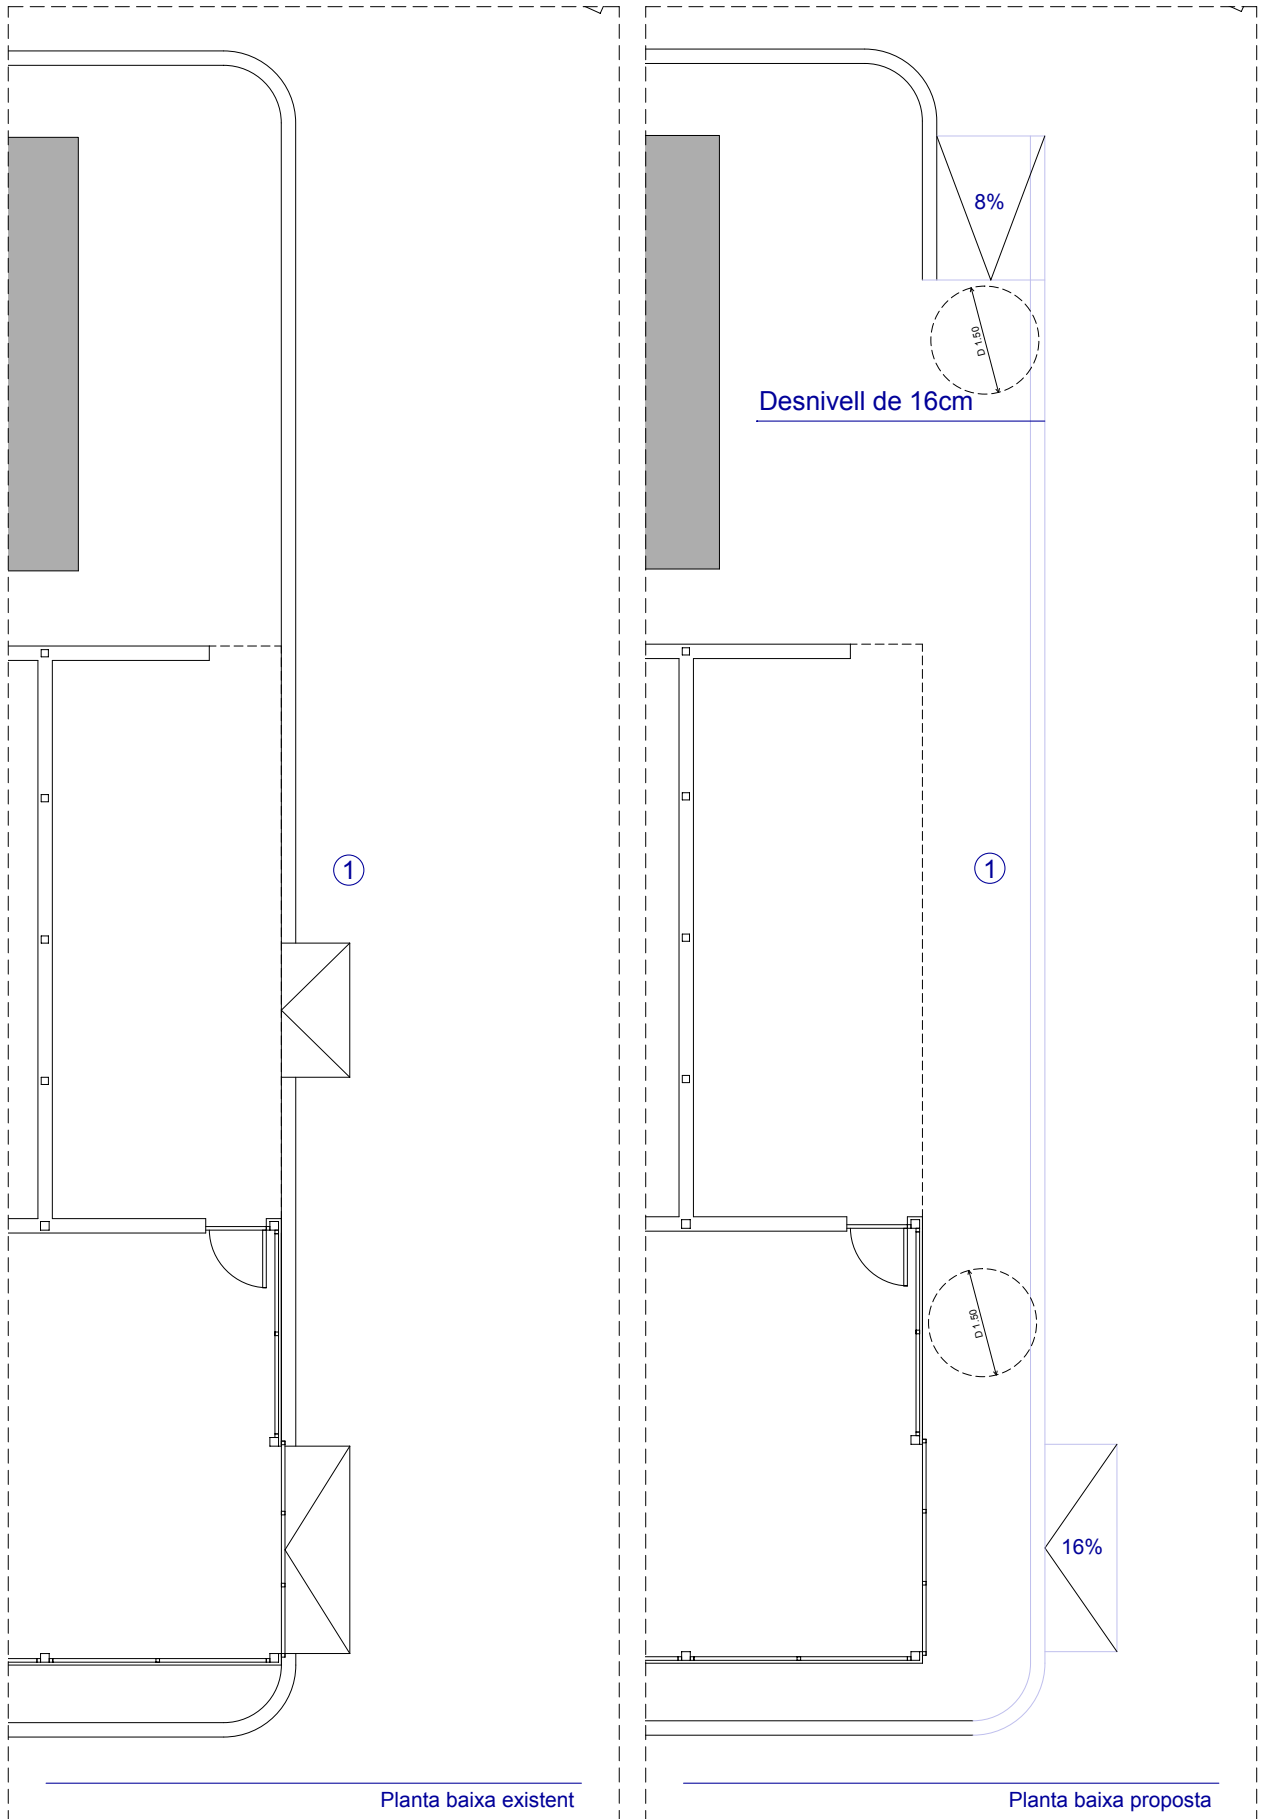 8%
D 1.50
Desnivell de 16cm
1
1
D 1.50
16%
Planta baixa existent
Planta baixa proposta